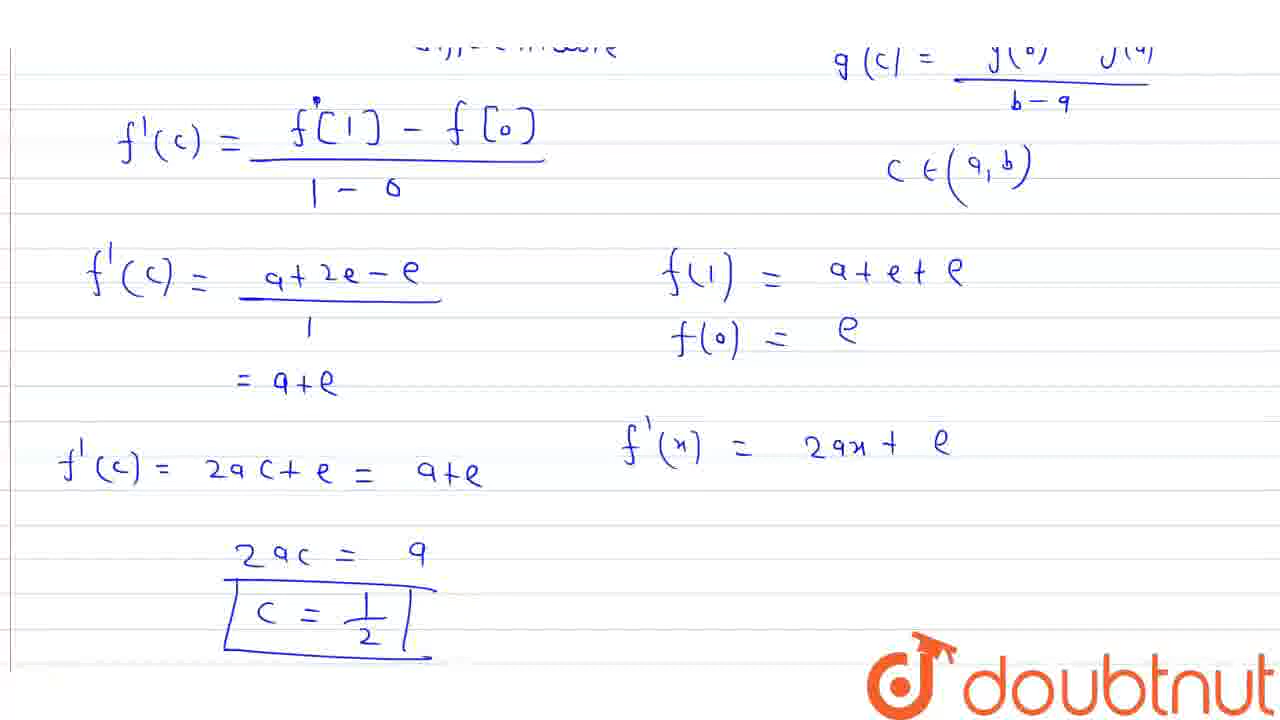 g(c) =
b - a
f'(c) = f[1] - f[0]
1 - 0
c ∈ (a, b)
f'(c) = a + 2e - e
1
f(1) = a + e + e
f(0) = e
= a + e
f'(x) = 2ax + e
f'(c) = 2ac + e = a + e
2ac = a
c = 1/2
doubtnut